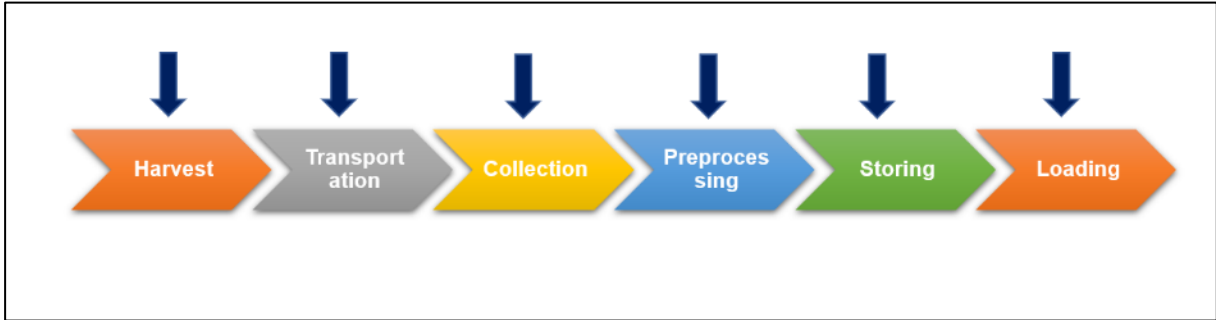 Harvest
Transport
ation
Collection
Preproces
sing
Storing
Loading